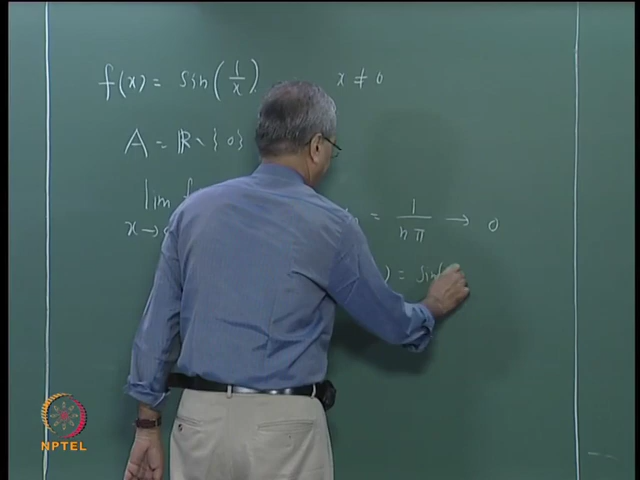 f(x) = sin(1/x), x ≠ 0
A = ℝ \ {0}
lim x→
n = 1/(nπ) → 0
) = sin(
NPTEL